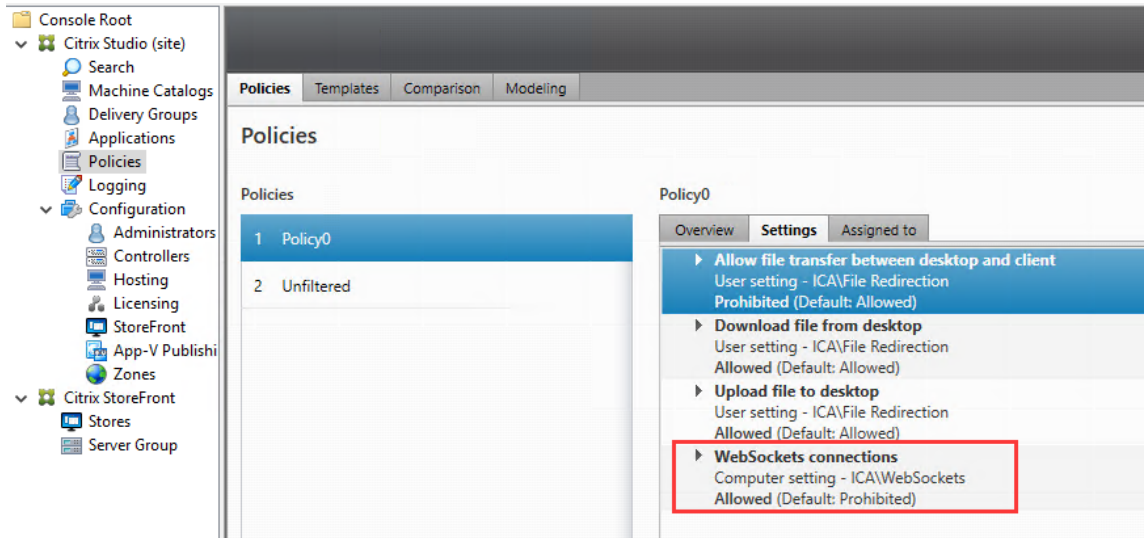 Console Root
Citrix Studio (site)
Search
Machine Catalogs
Delivery Groups
Applications
Policies
Logging
Configuration
Administrators
Controllers
Hosting
Licensing
StoreFront
App-V Publishi
Zones
Citrix StoreFront
Stores
Server Group
Policies Templates Comparison Modeling
Policies
Policies
1 Policy0
2 Unfiltered
Policy0
Overview Settings Assigned to
Allow file transfer between desktop and client
User setting - ICA\File Redirection
Prohibited (Default: Allowed)
Download file from desktop
User setting - ICA\File Redirection
Allowed (Default: Allowed)
Upload file to desktop
User setting - ICA\File Redirection
Allowed (Default: Allowed)
WebSockets connections
Computer setting - ICA\WebSockets
Allowed (Default: Prohibited)